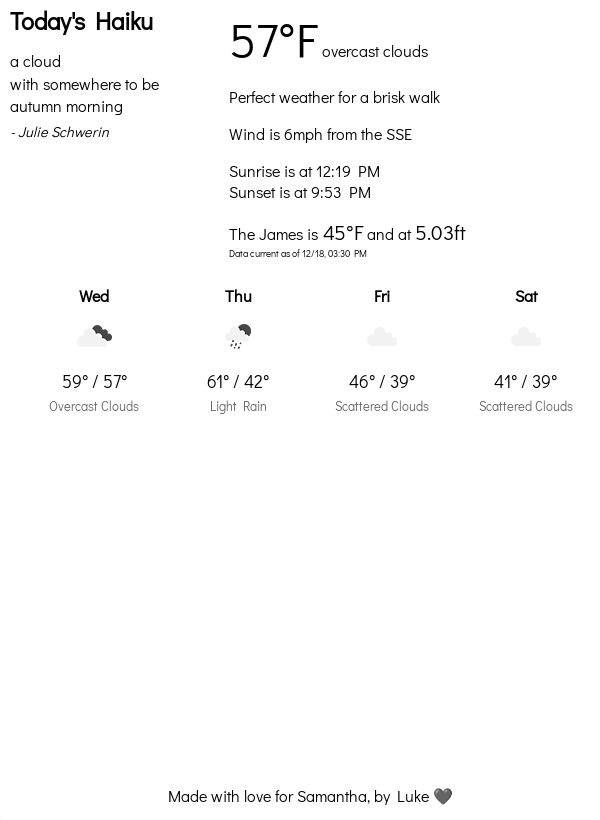 Today's Haiku
a cloud
with somewhere to be
autumn morning
- Julie Schwerin
57°F overcast clouds
Perfect weather for a brisk walk
Wind is 6mph from the SSE
Sunrise is at 12:19 PM
Sunset is at 9:53 PM
The James is 45°F and at 5.03ft
Data current as of 12/18, 03:30 PM
Wed Thu Fri Sat
59° / 57° 61° / 42° 46° / 39° 41° / 39°
Overcast Clouds Light Rain Scattered Clouds Scattered Clouds
Made with love for Samantha, by Luke 🖤